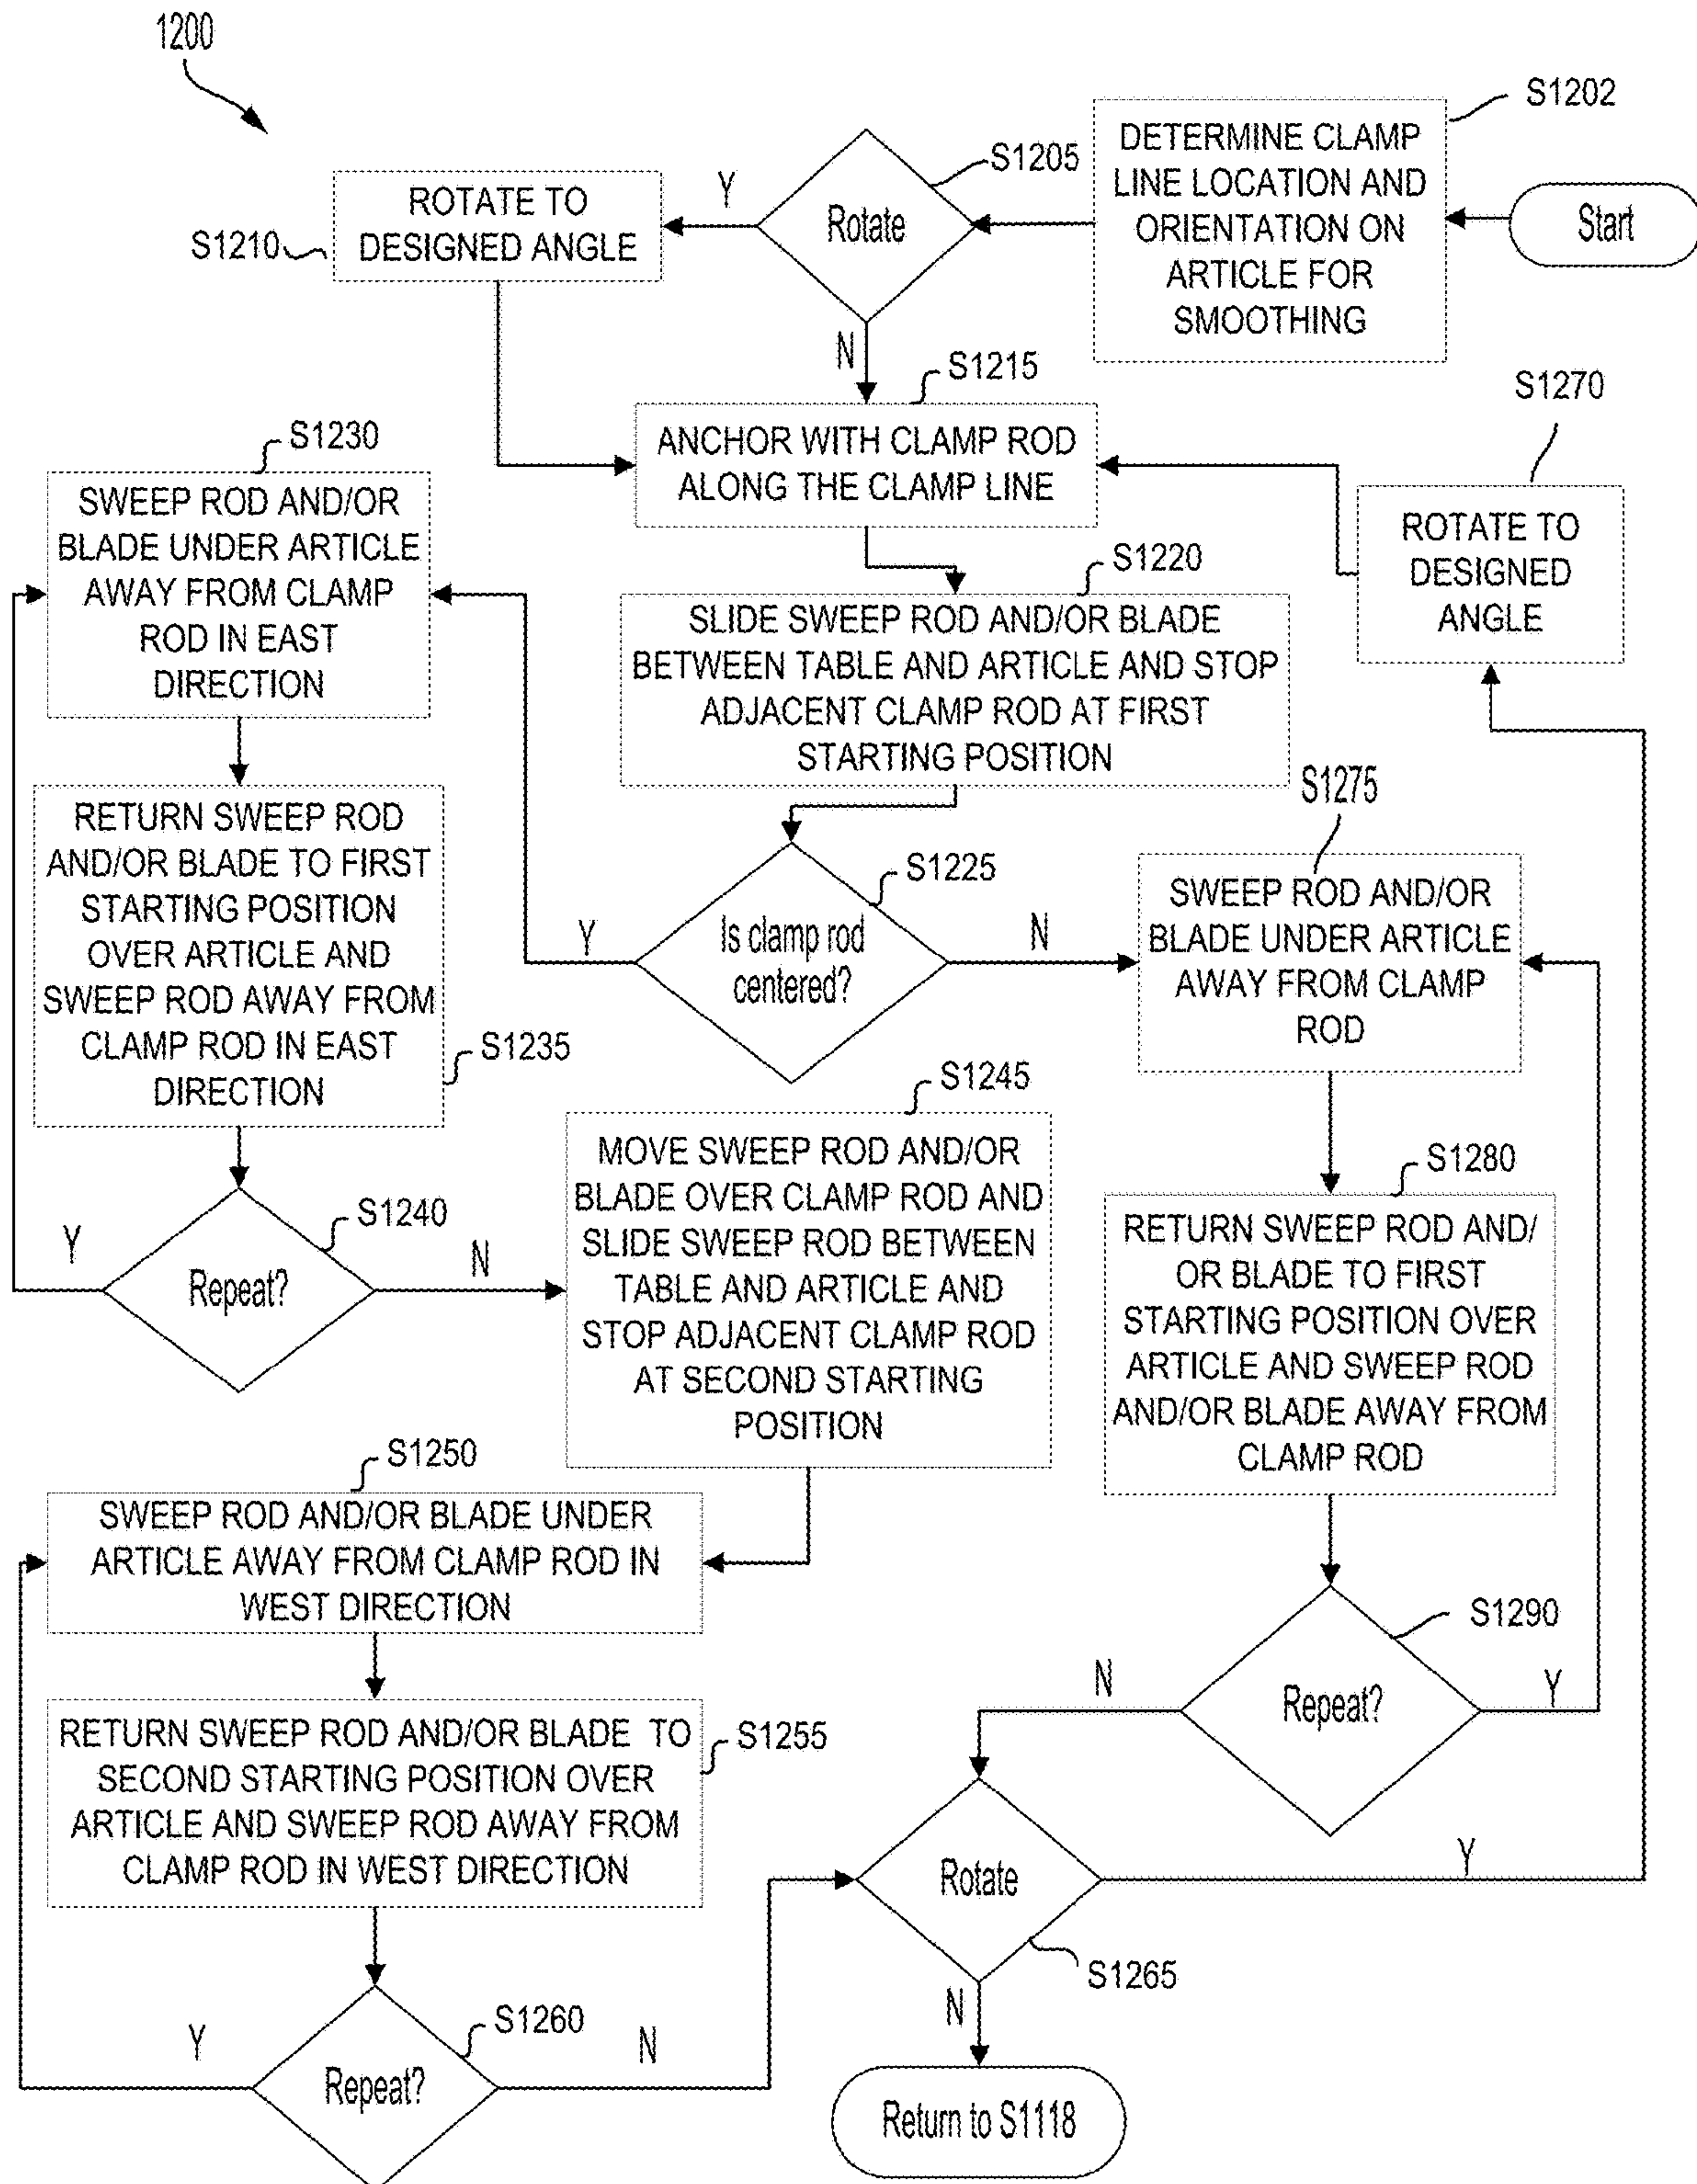 1200
S1202
DETERMINE CLAMP
LINE LOCATION AND
ORIENTATION ON
ARTICLE FOR
SMOOTHING
Start
S1205
Rotate
Y
N
ROTATE TO
DESIGNED ANGLE
S1210
S1215
ANCHOR WITH CLAMP ROD
ALONG THE CLAMP LINE
S1270
ROTATE TO
DESIGNED
ANGLE
S1220
SLIDE SWEEP ROD AND/OR BLADE
BETWEEN TABLE AND ARTICLE AND STOP
ADJACENT CLAMP ROD AT FIRST
STARTING POSITION
S1225
Is clamp rod
centered?
Y
N
S1230
SWEEP ROD AND/OR
BLADE UNDER ARTICLE
AWAY FROM CLAMP
ROD IN EAST
DIRECTION
RETURN SWEEP ROD
AND/OR BLADE TO FIRST
STARTING POSITION
OVER ARTICLE AND
SWEEP ROD AWAY FROM
CLAMP ROD IN EAST
DIRECTION
S1235
S1240
Repeat?
Y
N
S1245
MOVE SWEEP ROD AND/OR
BLADE OVER CLAMP ROD AND
SLIDE SWEEP ROD BETWEEN
TABLE AND ARTICLE AND
STOP ADJACENT CLAMP ROD
AT SECOND STARTING
POSITION
S1275
SWEEP ROD AND/OR
BLADE UNDER ARTICLE
AWAY FROM CLAMP
ROD
S1280
RETURN SWEEP ROD AND/
OR BLADE TO FIRST
STARTING POSITION OVER
ARTICLE AND SWEEP ROD
AND/OR BLADE AWAY FROM
CLAMP ROD
S1290
Repeat?
N
Y
S1250
SWEEP ROD AND/OR BLADE UNDER
ARTICLE AWAY FROM CLAMP ROD IN
WEST DIRECTION
RETURN SWEEP ROD AND/OR BLADE TO
SECOND STARTING POSITION OVER
ARTICLE AND SWEEP ROD AWAY FROM
CLAMP ROD IN WEST DIRECTION
S1255
S1260
Repeat?
Y
N
Rotate
Y
S1265
N
Return to S1118